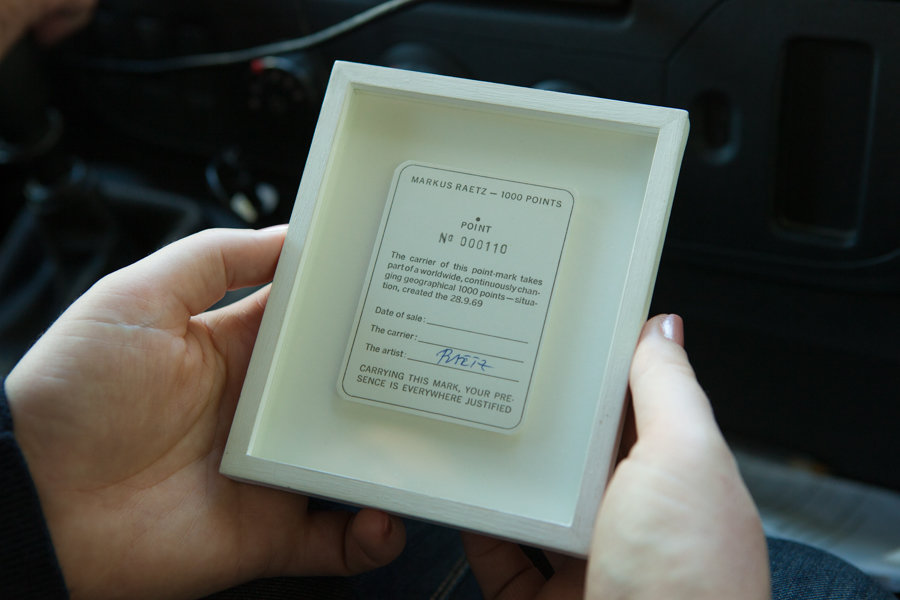 MARKUS RAETZ — 1000 POINTS
POINT
Nº 000110
The carrier of this point-mark takes
part of a worldwide, continuously chan-
ging geographical 1000 points — situa-
tion, created the 28.9.69
Date of sale:
The carrier:
The artist: RAETZ
CARRYING THIS MARK, YOUR PRE-
SENCE IS EVERYWHERE JUSTIFIED